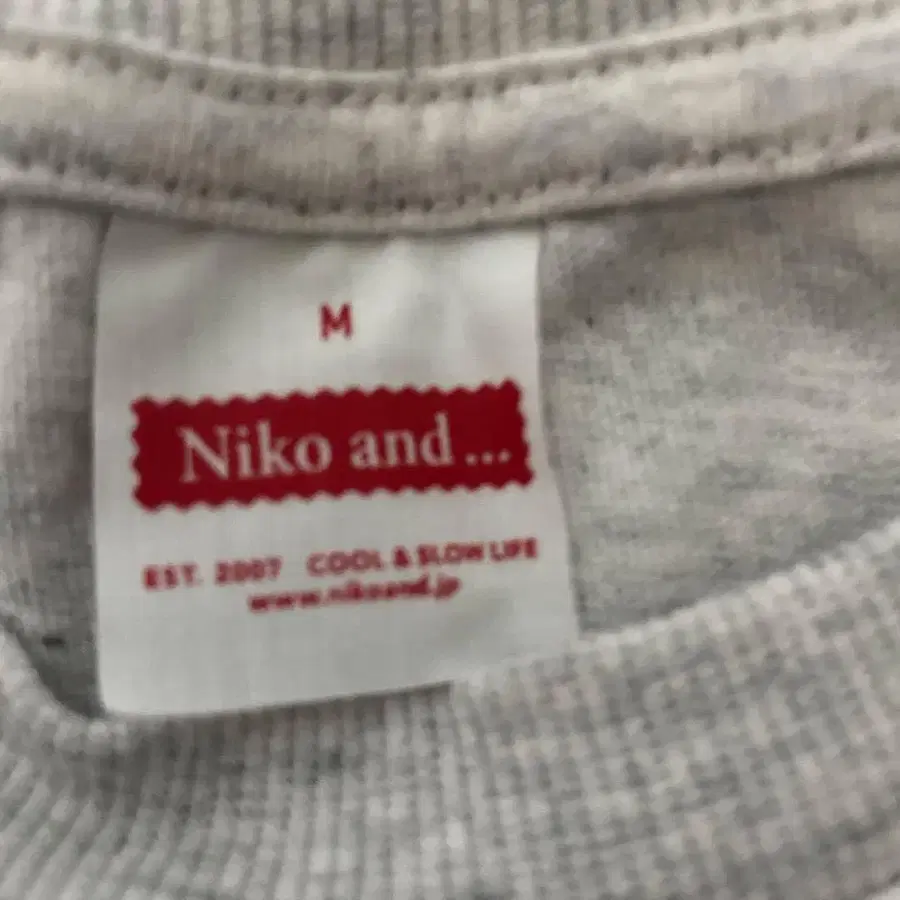 M
Niko and...
EST. 2007 COOL & SLOW LIFE
www.nikoand.jp